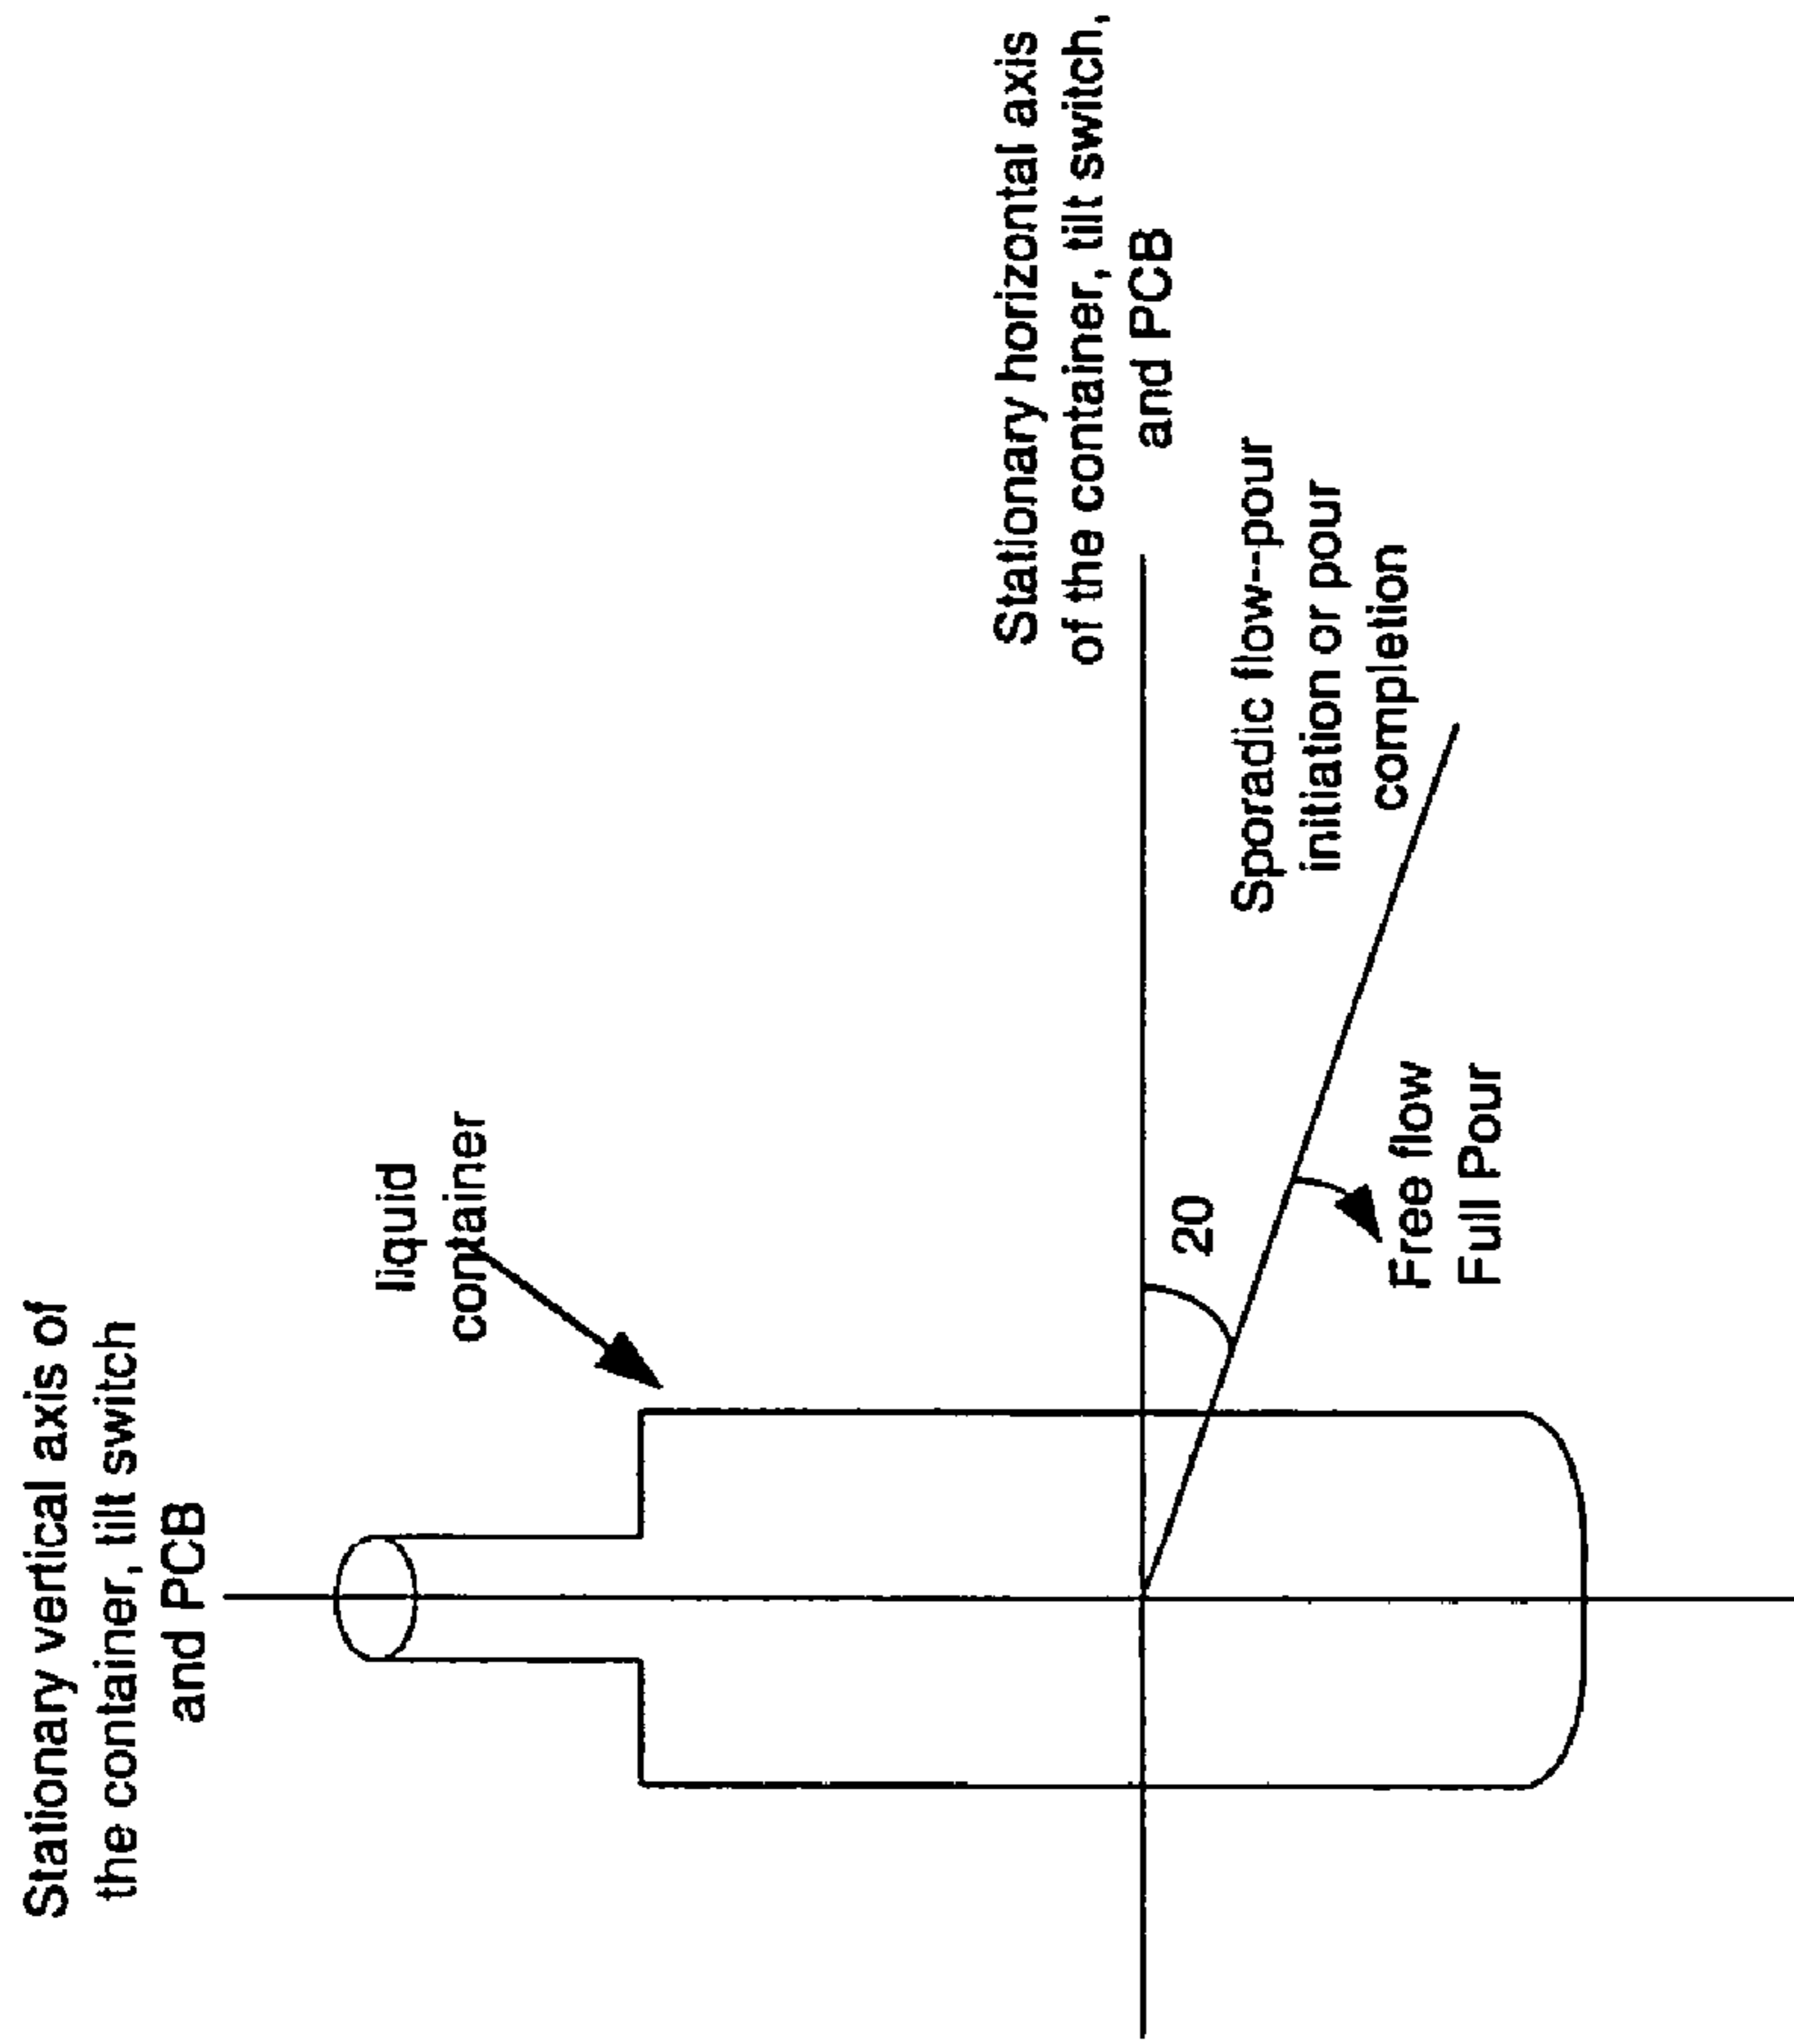 Stationary vertical axis of
the container, tilt switch
and PCB
liquid
container
Stationary horizontal axis
of the container, tilt switch,
and PCB
20
Sporadic flow--pour
initiation or pour
completion
Free flow
Full Pour